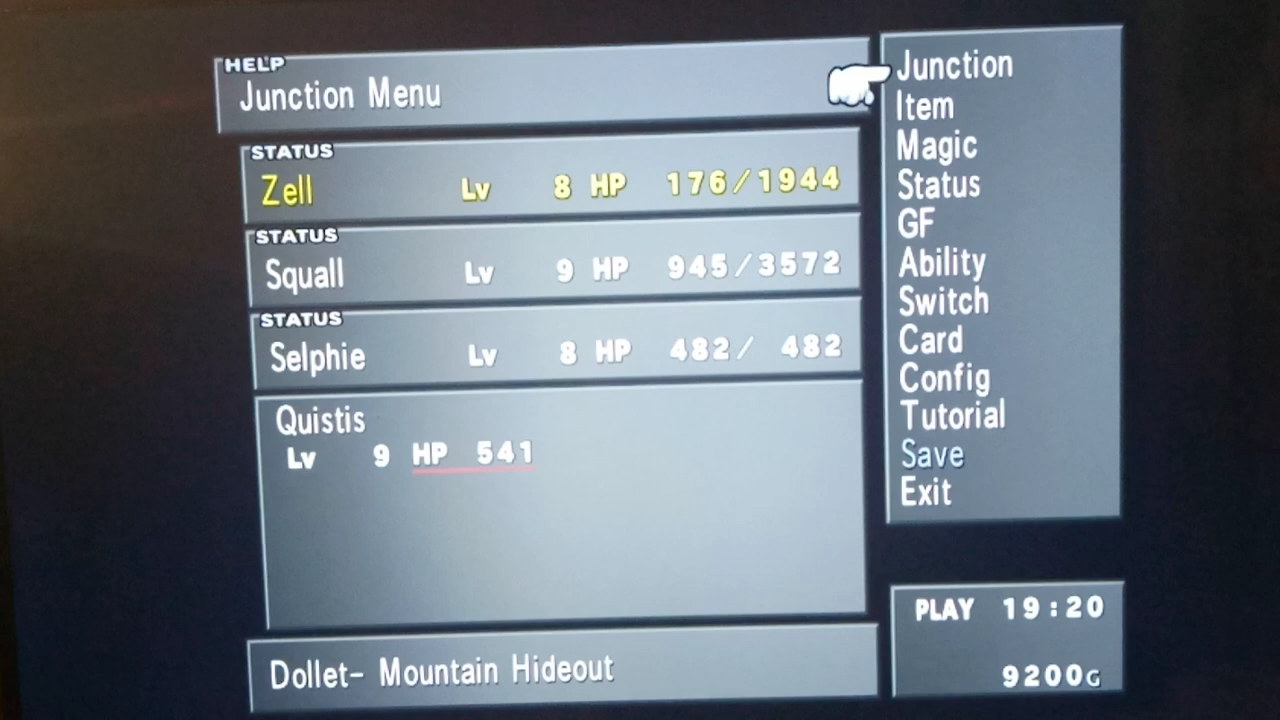 HELP
Junction Menu
STATUS
Zell Lv 8 HP 176/1944
STATUS
Squall Lv 9 HP 945/3572
STATUS
Selphie Lv 8 HP 482/ 482
Quistis
Lv 9 HP 541
Dollet- Mountain Hideout
Junction
Item
Magic
Status
GF
Ability
Switch
Card
Config
Tutorial
Save
Exit
PLAY 19:20
9200G